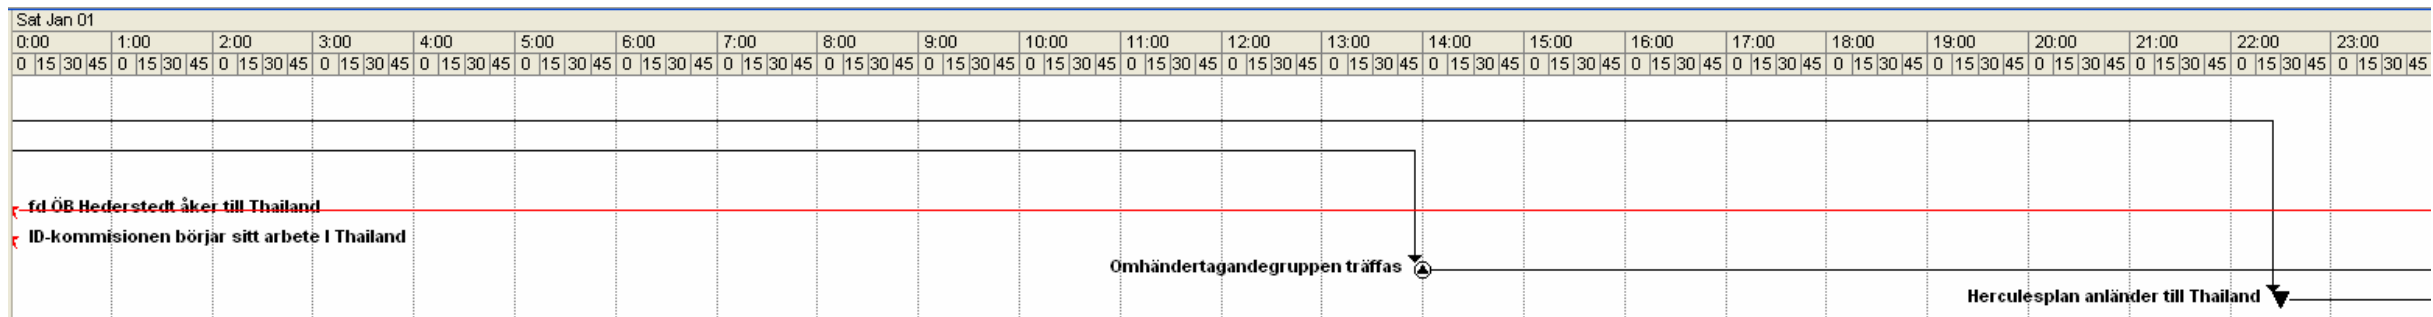 Sat Jan 01
0:00 1:00 2:00 3:00 4:00 5:00 6:00 7:00 8:00 9:00 10:00 11:00 12:00 13:00 14:00 15:00 16:00 17:00 18:00 19:00 20:00 21:00 22:00 23:00
0 15 30 45 0 15 30 45 0 15 30 45 0 15 30 45 0 15 30 45 0 15 30 45 0 15 30 45 0 15 30 45 0 15 30 45 0 15 30 45 0 15 30 45 0 15 30 45 0 15 30 45 0 15 30 45 0 15 30 45 0 15 30 45 0 15 30 45 0 15 30 45 0 15 30 45 0 15 30 45 0 15 30 45 0 15 30 45 0 15 30 45 0 15 30 45
fd ÖB Hederstedt åker till Thailand
ID-kommisionen börjar sitt arbete I Thailand
Omhändertagandegruppen träffas
Herculesplan anländer till Thailand